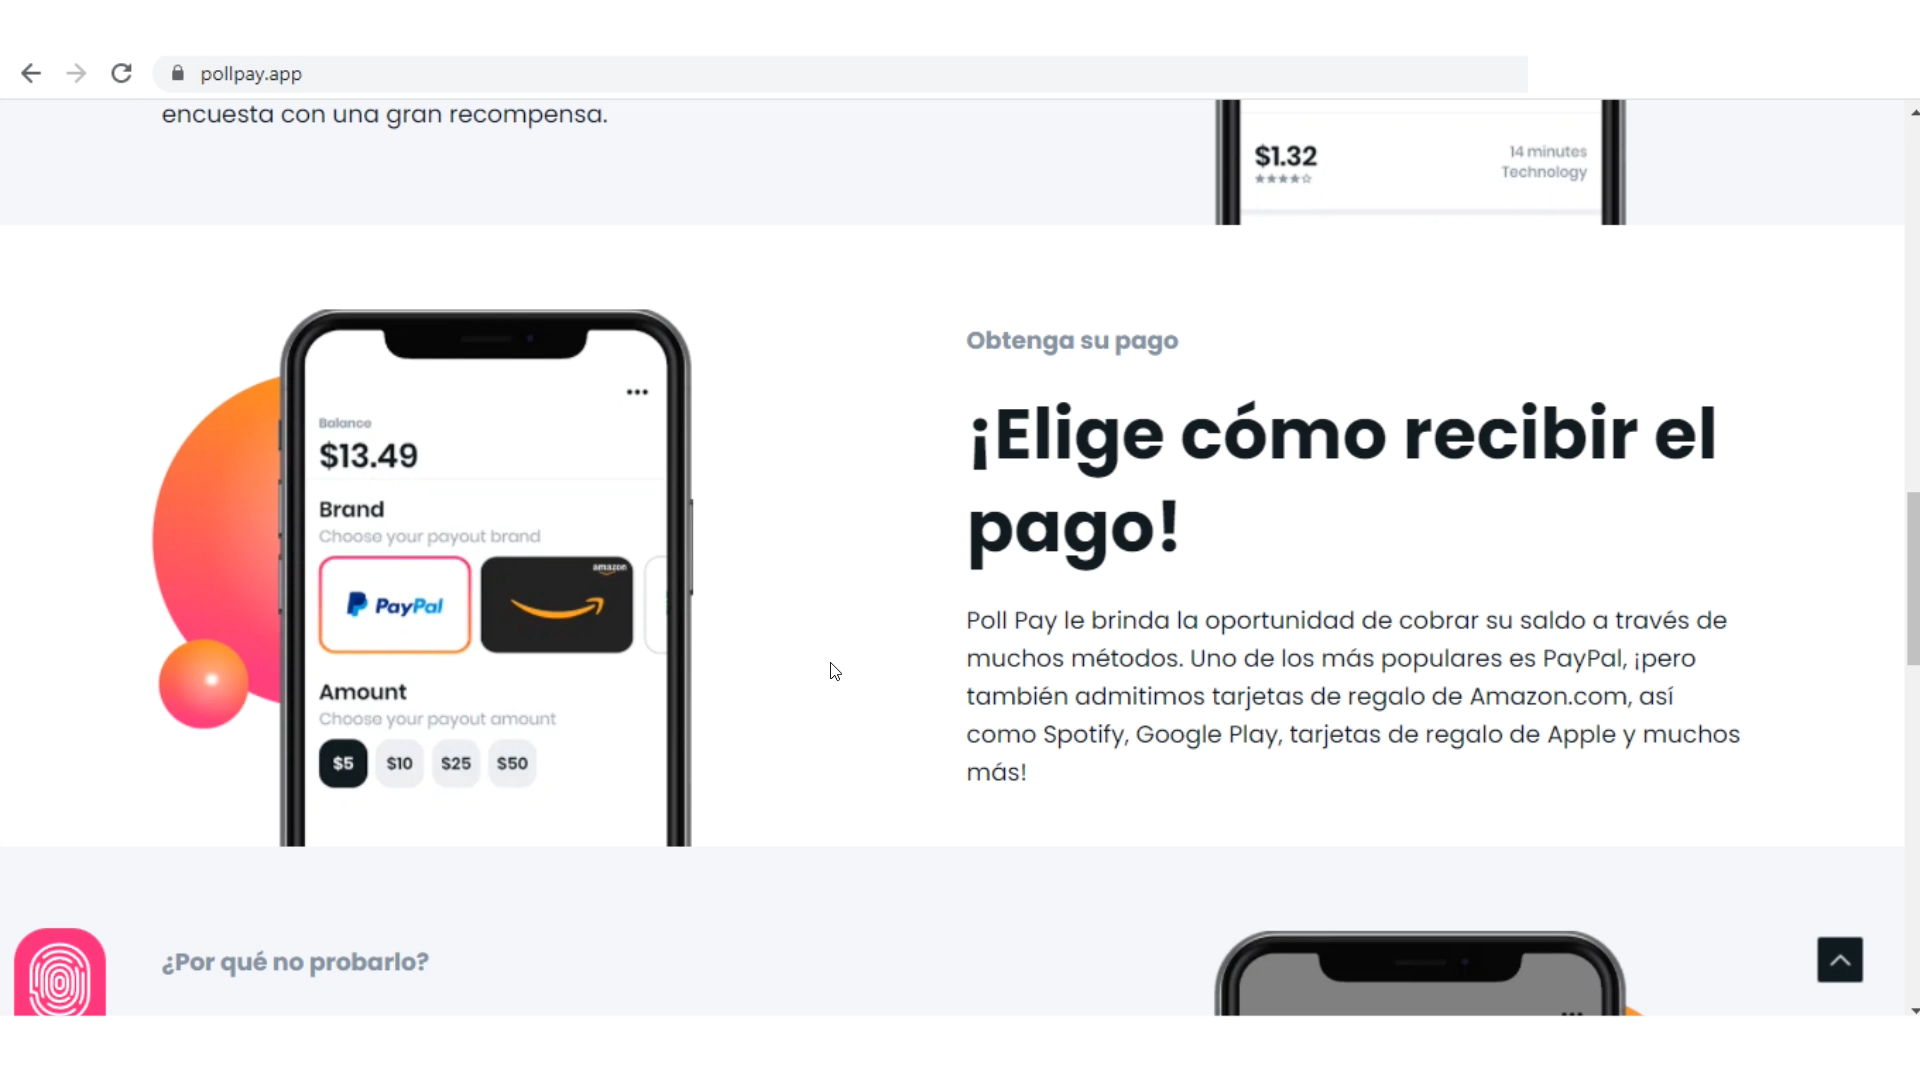 pollpay.app
encuesta con una gran recompensa.
$1.32
14 minutes
Technology
Balance
$13.49
Brand
Choose your payout brand
PayPal
amazon
Amount
Choose your payout amount
$5 $10 $25 $50
Obtenga su pago
¡Elige cómo recibir el
pago!
Poll Pay le brinda la oportunidad de cobrar su saldo a través de
muchos métodos. Uno de los más populares es PayPal, ¡pero
también admitimos tarjetas de regalo de Amazon.com, así
como Spotify, Google Play, tarjetas de regalo de Apple y muchos
más!
¿Por qué no probarlo?